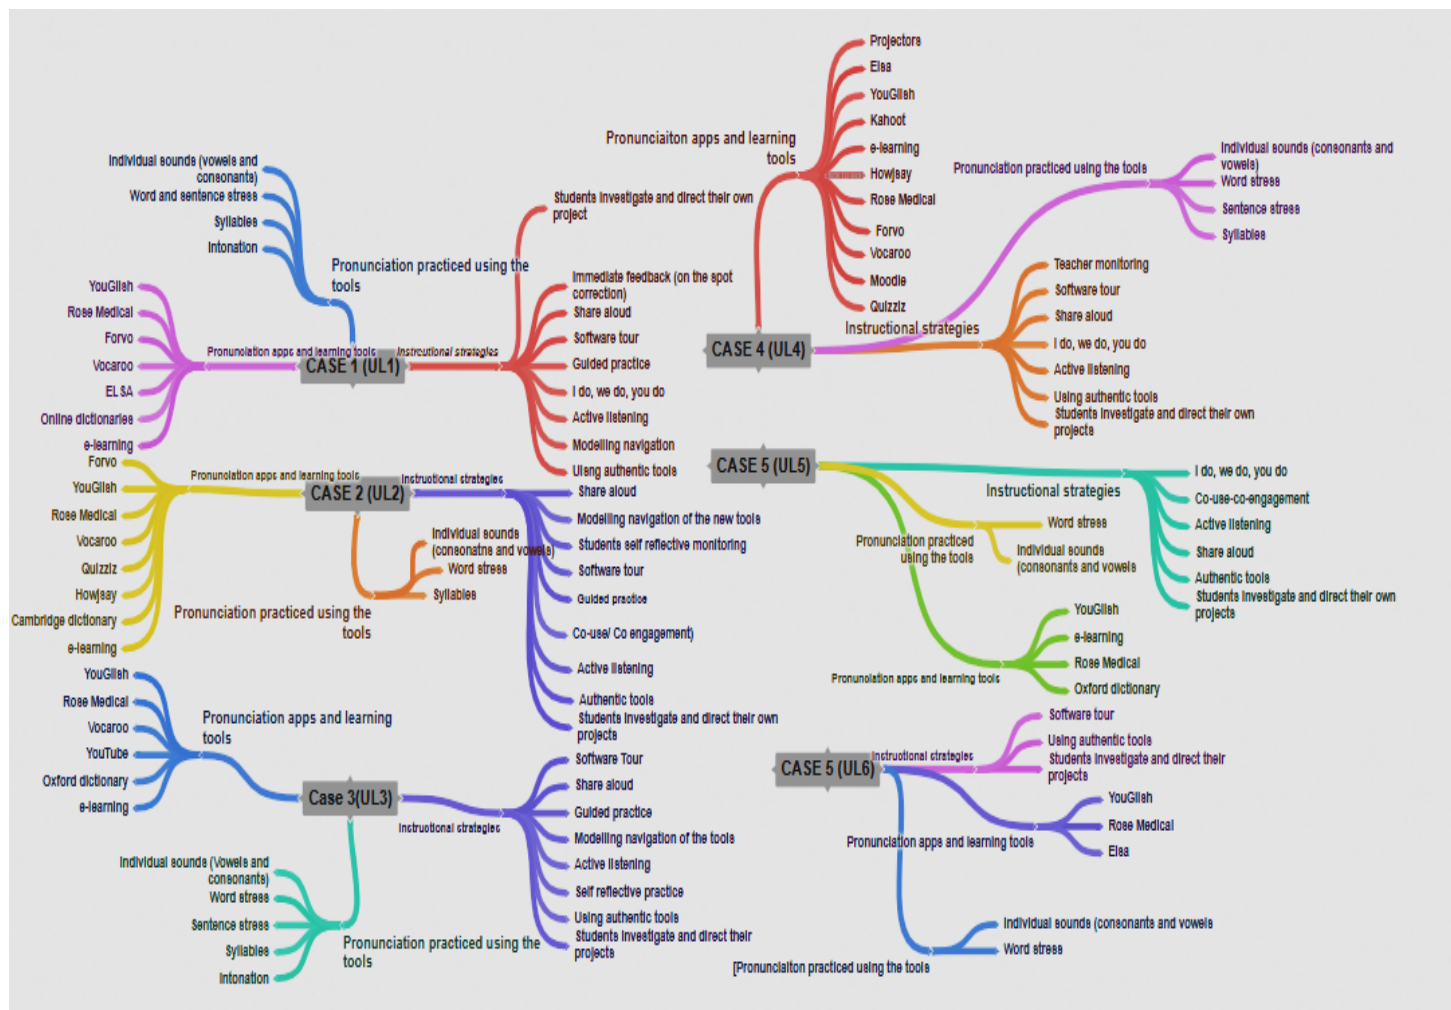 Individual sounds (vowels and
consonants)
Word and sentence stress
Syllables
Intonation
Pronunciation practiced using the
tools
YouGlish
Rose Medical
Forvo
Vocaroo
ELSA
Online dictionaries
e-learning
Pronunciation apps and learning tools
CASE 1 (UL1)
Instrcutional strategies
Students investigate and direct their own
project
Immediate feedback (on the spot
correction)
Share aloud
Software tour
Guided practice
I do, we do, you do
Active listening
Modelling navigation
Uisng authentic tools
Forvo
YouGlish
Rose Medical
Vocaroo
Quizziz
Howjsay
Cambridge dictionary
e-learning
Pronunciation apps and learning tools
CASE 2 (UL2)
Instructional strategies
Individual sounds
(consonatns and vowels)
Word stress
Syllables
Pronunciation practiced using the
tools
Share aloud
Modelling navigation of the new tools
Students self reflective monitoring
Software tour
Guided practice
Co-use/ Co engagement)
Active listening
Authentic tools
Students investigate and direct their own
projects
YouGlish
Rose Medical
Vocaroo
YouTube
Oxford dictionary
e-learning
Pronunciation apps and learning
tools
Case 3(UL3)
Instructional strategies
Software Tour
Share aloud
Guided practice
Modelling navigation of the tools
Active listening
Self reflective practice
Using authentic tools
Students investigate and direct their
projects
Individual sounds (Vowels and
consonants)
Word stress
Sentence stress
Syllables
Intonation
Pronunciation practiced using the
tools
Projectors
Elsa
YouGlish
Kahoot
e-learning
Howjsay
Rose Medical
Forvo
Vocaroo
Moodle
Quizziz
Pronunciaiton apps and learning
tools
CASE 4 (UL4)
Pronunciation practiced using the tools
Individual sounds (consonants and
vowels)
Word stress
Sentence stress
Syllables
Instructional strategies
Teacher monitoring
Software tour
Share aloud
I do, we do, you do
Active listening
Using authentic tools
Students investigate and direct their own
projects
CASE 5 (UL5)
Instructional strategies
I do, we do, you do
Co-use-co-engagement
Active listening
Share aloud
Authentic tools
Students investigate and direct their own
projects
Pronunciation practiced
using the tools
Word stress
Individual sounds
(consonants and vowels
Pronunciation apps and learning tools
YouGlish
e-learning
Rose Medical
Oxford dictionary
CASE 5 (UL6)
Instructional strategies
Software tour
Using authentic tools
Students investigate and direct their
projects
Pronunciation apps and learning tools
YouGlish
Rose Medical
Elsa
[Pronunciaiton practiced using the tools
Individual sounds (consonants and vowels
Word stress